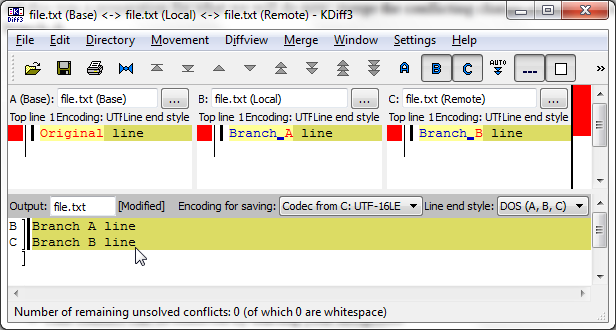 file.txt (Base) <-> file.txt (Local) <-> file.txt (Remote) - KDiff3
File Edit Directory Movement Diffview Merge Window Settings Help
A B C AUTO
A (Base): file.txt (Base) ... B: file.txt (Local) ... C: file.txt (Remote) ...
Top line 1 Encoding: UTF Line end style Top line 1 Encoding: UTF Line end style Top line 1 Encoding: UTF Line end style
Original line Branch A line Branch B line
Output: file.txt [Modified] Encoding for saving: Codec from C: UTF-16LE Line end style: DOS (A, B, C)
B Branch A line
C Branch B line
Number of remaining unsolved conflicts: 0 (of which 0 are whitespace)